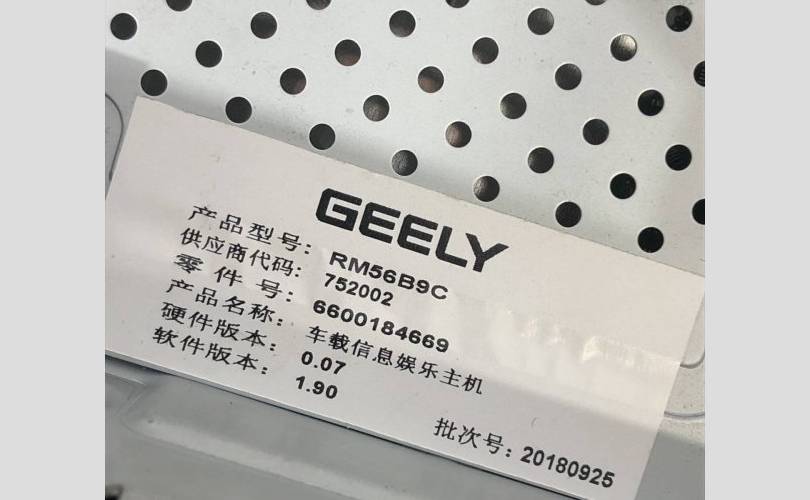 GEELY
产品型号: RM56B9C
供应商代码: 752002
零件号: 6600184669
产品名称: 车载信息娱乐主机
硬件版本: 0.07
软件版本: 1.90
批次号: 20180925